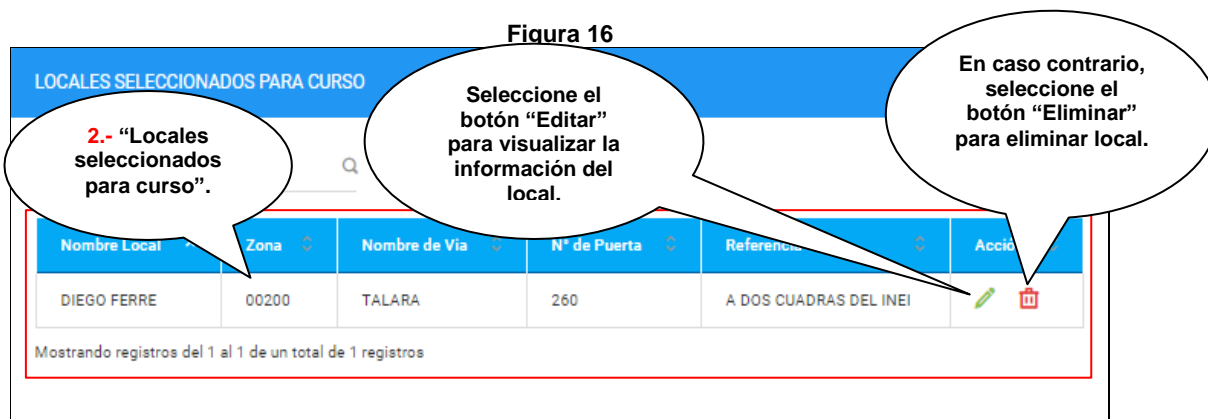 Figura 16
LOCALES SELECCIONADOS PARA CURSO
2.- “Locales
seleccionados
para curso”.
Seleccione el
botón “Editar”
para visualizar la
información del
local.
En caso contrario,
seleccione el
botón “Eliminar”
para eliminar local.
Nombre Local Zona Nombre de Via N° de Puerta Referencia
DIEGO FERRE 00200 TALARA 260 A DOS CUADRAS DEL INEI
Mostrando registros del 1 al 1 de un total de 1 registros